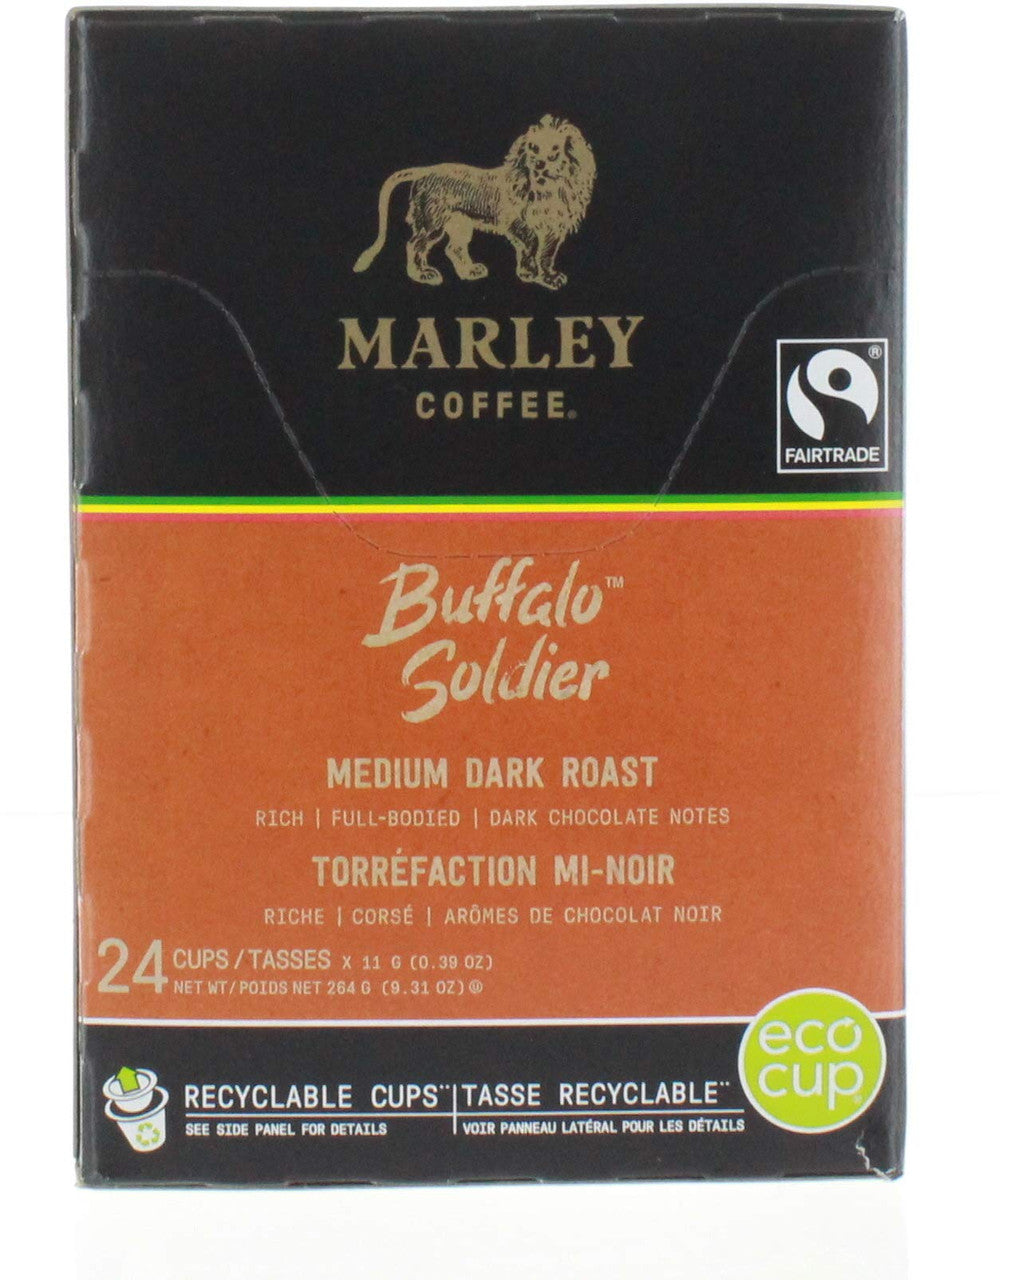 MARLEY
COFFEE®
FAIRTRADE ®
Buffalo™
Soldier
MEDIUM DARK ROAST
RICH | FULL-BODIED | DARK CHOCOLATE NOTES
TORRÉFACTION MI-NOIR
RICHE | CORSÉ | ARÔMES DE CHOCOLAT NOIR
24 CUPS/TASSES X 11 G (0.39 OZ)
NET WT/POIDS NET 264 G (9.31 OZ) Ⓤ
eco
cup®
RECYCLABLE CUPS** | TASSE RECYCLABLE**
SEE SIDE PANEL FOR DETAILS | VOIR PANNEAU LATÉRAL POUR LES DÉTAILS